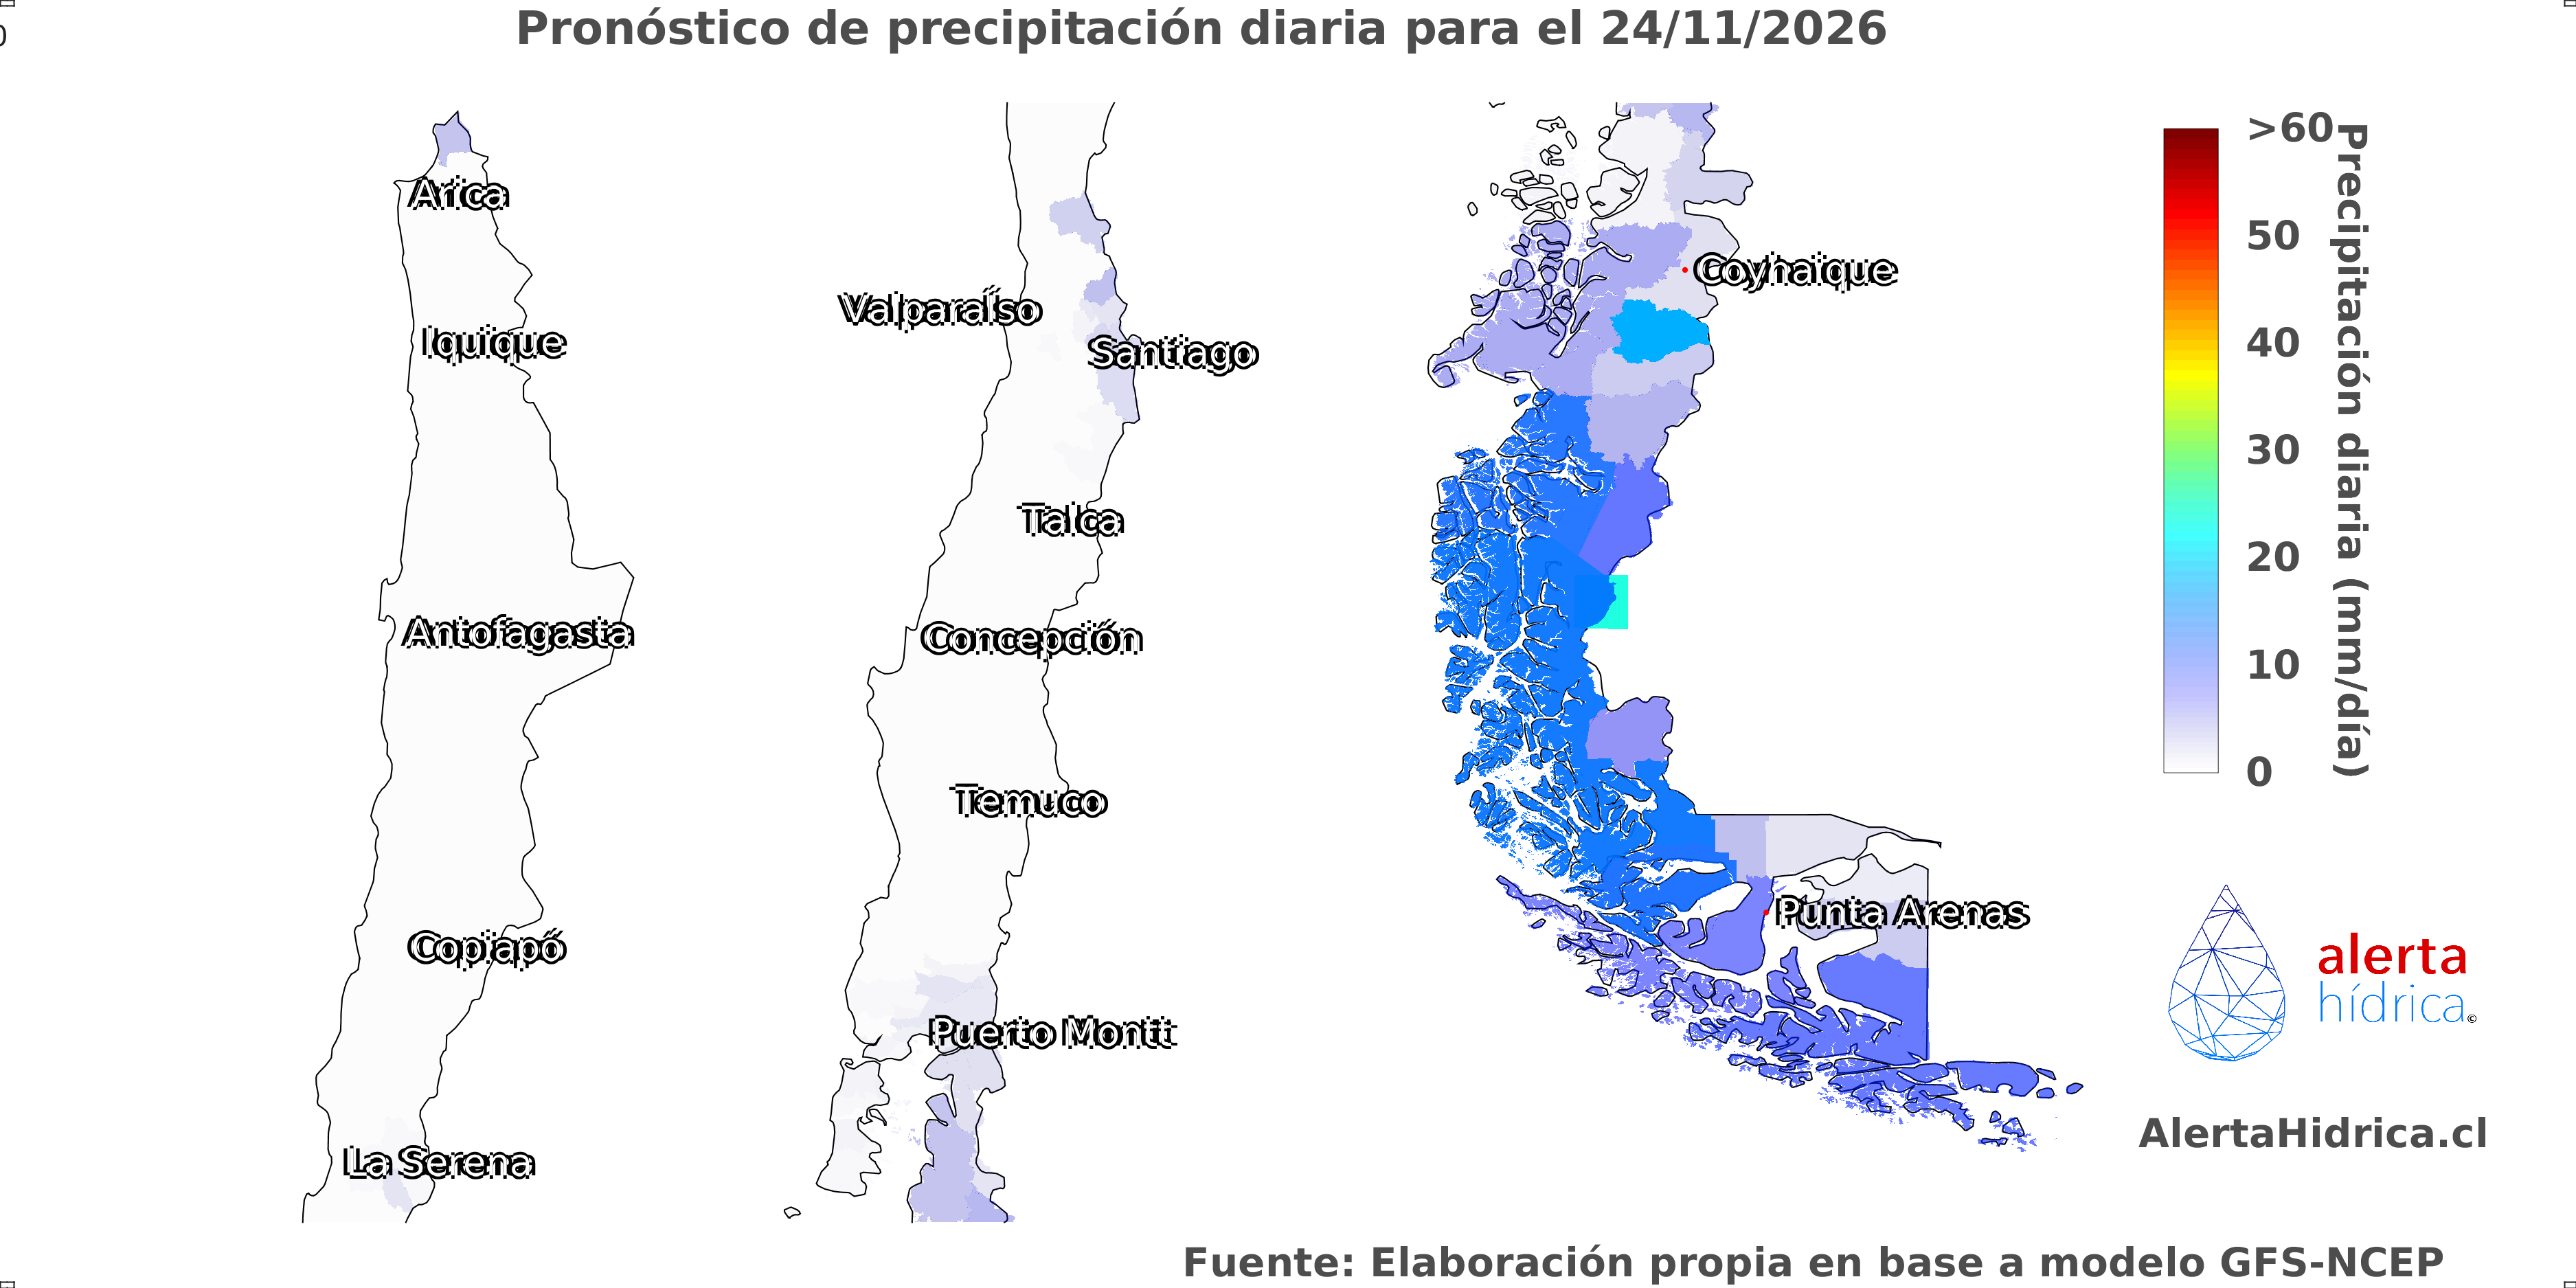 Pronóstico de precipitación diaria para el 24/11/2026
0
Arica
Iquique
Antofagasta
Copiapó
La Serena
Valparaíso
Santiago
Talca
Concepción
Temuco
Puerto Montt
Coyhaique
Punta Arenas
>60
50
40
30
20
10
0
Precipitación diaria (mm/día)
alerta
hídrica©
AlertaHidrica.cl
Fuente: Elaboración propia en base a modelo GFS-NCEP